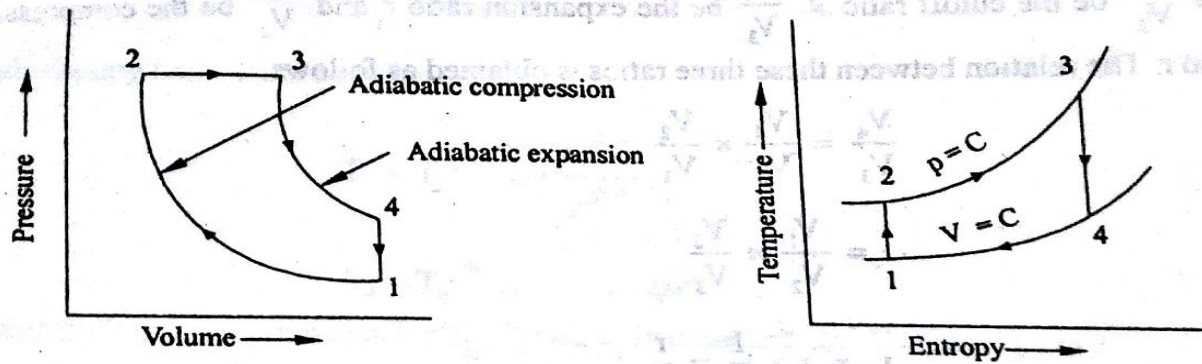 2
3
Adiabatic compression
Adiabatic expansion
4
1
Pressure
Volume
3
p=C
2
V=C
4
1
Temperature
Entropy